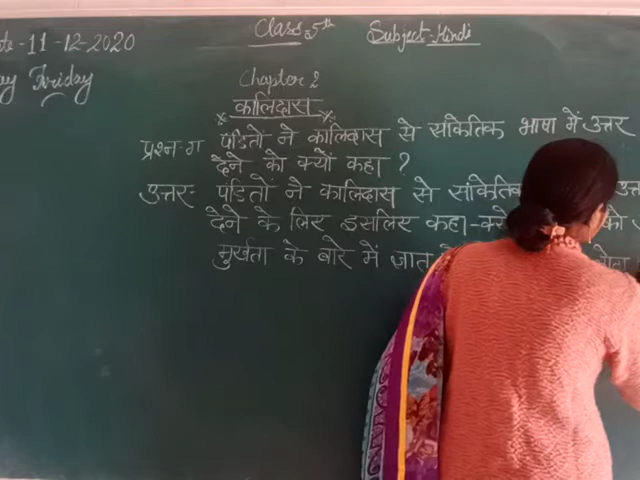 -11-12-2020 Class 5th Subject-Hindi
Friday Chapter 2
कालिदास
प्रश्न-ग पंडितो ने कालिदास से सांकेतिक भाषा में उत्तर
देने को क्यों कहा ?
उत्तर- पंडितो ने कालिदास से
देने के लिए इसलिए कहा-
मुर्खता के बारे में